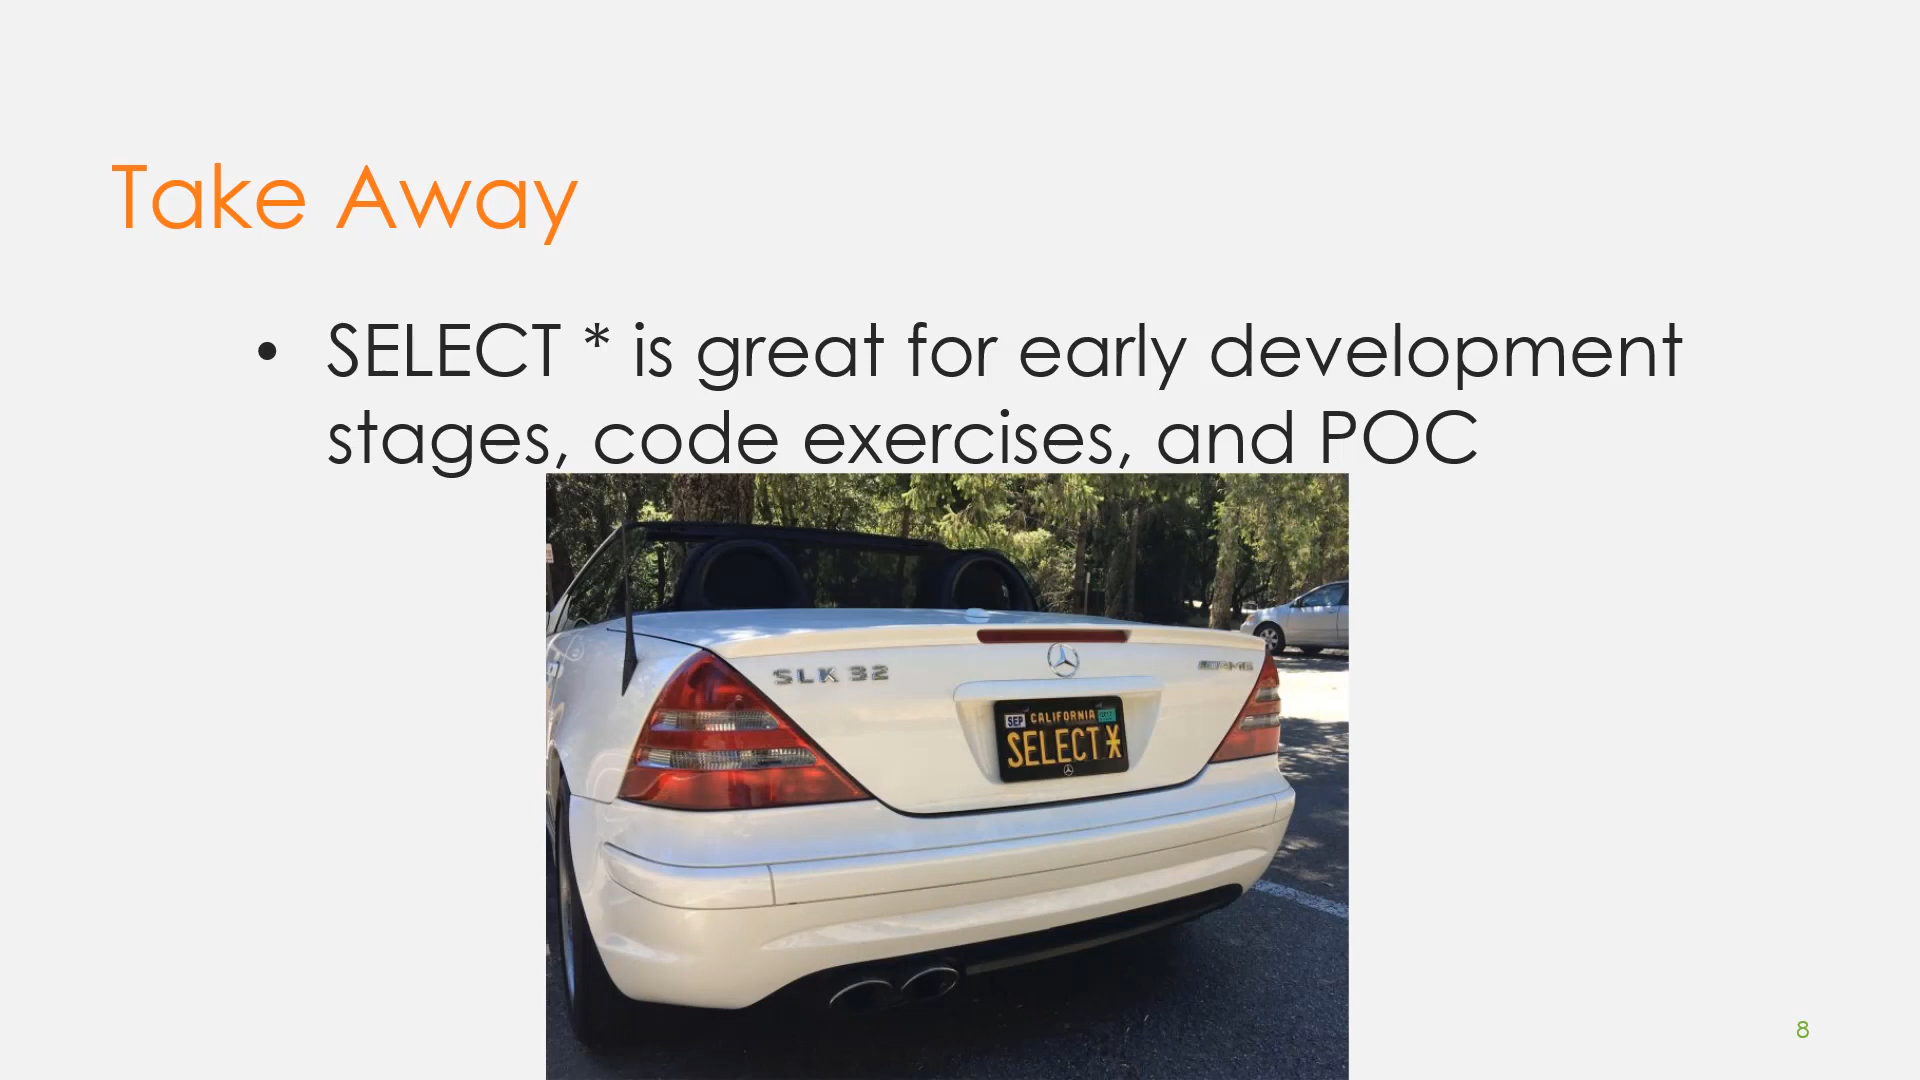 Take Away
• SELECT * is great for early development
stages, code exercises, and POC
SLK 32
AMG
SEP CALIFORNIA
SELECT *
8